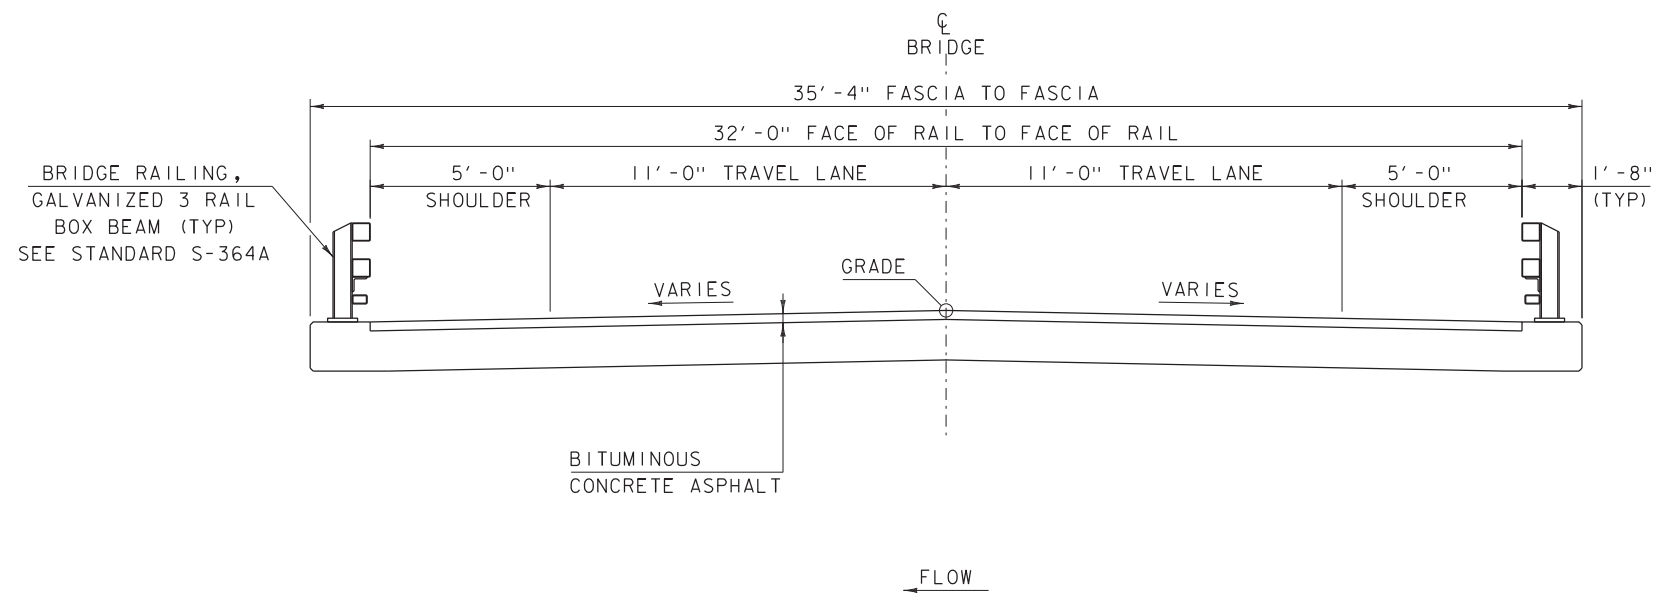 ℄
BRIDGE
35'-4" FASCIA TO FASCIA
32'-0" FACE OF RAIL TO FACE OF RAIL
BRIDGE RAILING,
GALVANIZED 3 RAIL
BOX BEAM (TYP)
SEE STANDARD S-364A
5'-0"
SHOULDER
11'-0" TRAVEL LANE
11'-0" TRAVEL LANE
5'-0"
SHOULDER
1'-8"
(TYP)
GRADE
VARIES
VARIES
BITUMINOUS
CONCRETE ASPHALT
FLOW